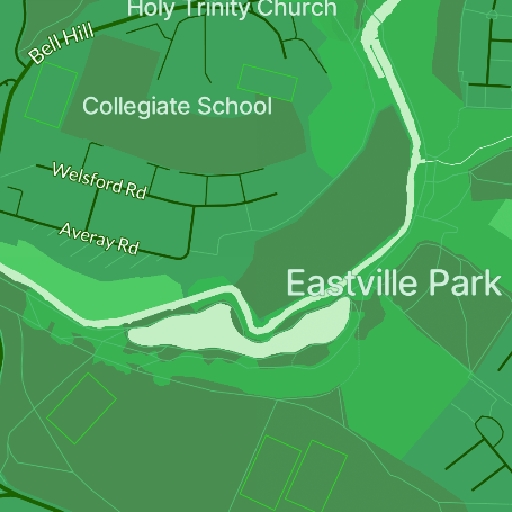 Holy Trinity Church
Bell Hill
Collegiate School
Welsford Rd
Averay Rd
Eastville Park